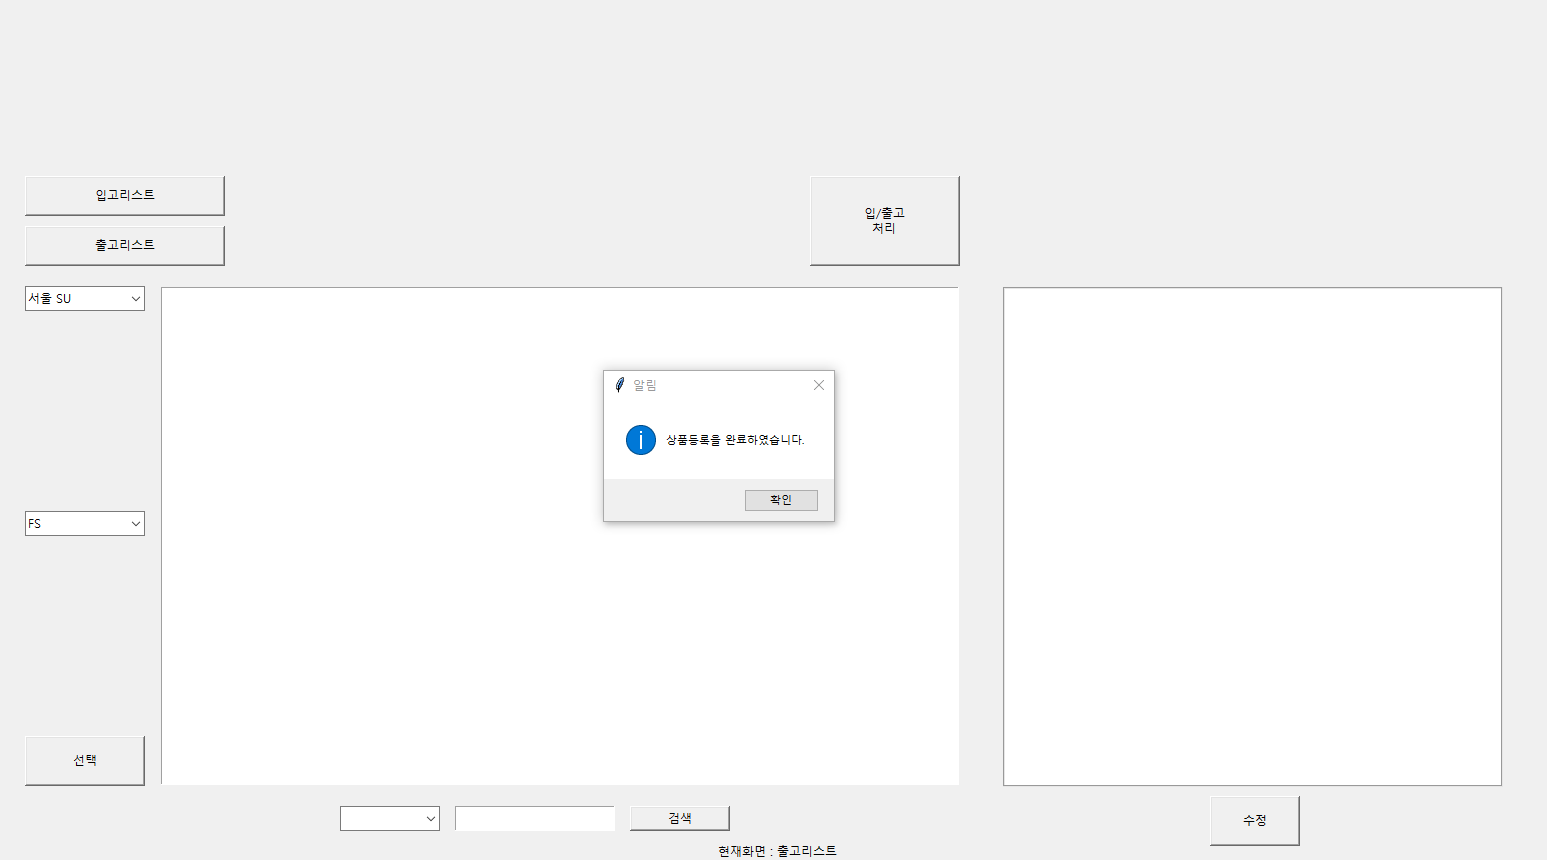 입고리스트
출고리스트
입/출고
처리
서울 SU
알림
상품등록을 완료하였습니다.
확인
FS
선택
검색
수정
현재화면 : 출고리스트